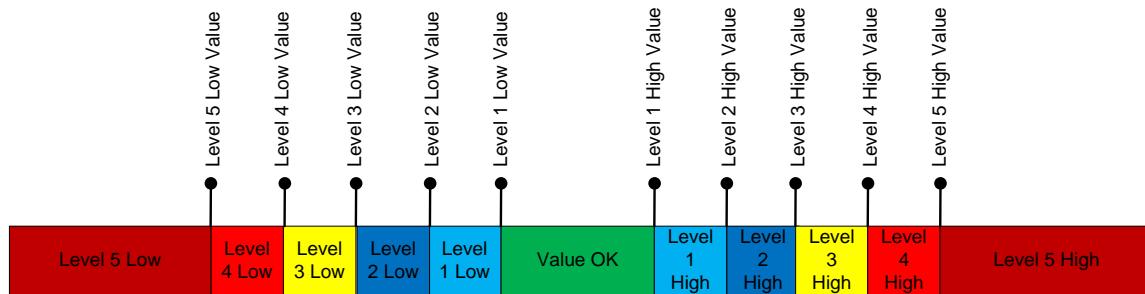 Level 5 Low Value
Level 4 Low Value
Level 3 Low Value
Level 2 Low Value
Level 1 Low Value
Level 1 High Value
Level 2 High Value
Level 3 High Value
Level 4 High Value
Level 5 High Value
Level 5 Low
Level
4 Low
Level
3 Low
Level
2 Low
Level
1 Low
Value OK
Level
1
High
Level
2
High
Level
3
High
Level
4
High
Level 5 High